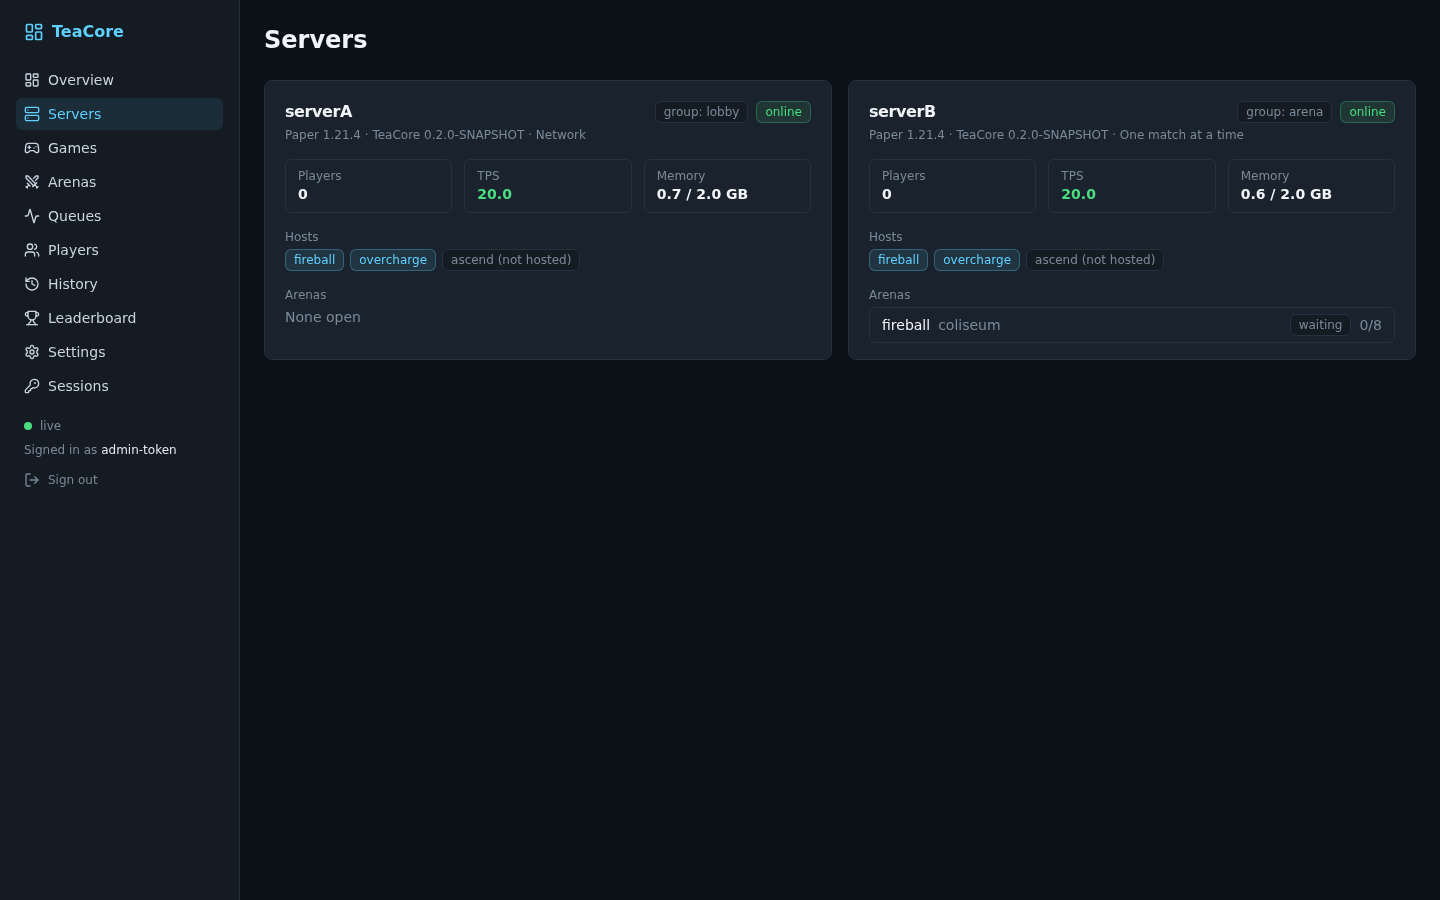 TeaCore
Overview
Servers
Games
Arenas
Queues
Players
History
Leaderboard
Settings
Sessions
live
Signed in as admin-token
Sign out
Servers
serverA
group: lobby
online
Paper 1.21.4 · TeaCore 0.2.0-SNAPSHOT · Network
Players
0
TPS
20.0
Memory
0.7 / 2.0 GB
Hosts
fireball overcharge ascend (not hosted)
Arenas
None open
serverB
group: arena
online
Paper 1.21.4 · TeaCore 0.2.0-SNAPSHOT · One match at a time
Players
0
TPS
20.0
Memory
0.6 / 2.0 GB
Hosts
fireball overcharge ascend (not hosted)
Arenas
fireball coliseum waiting 0/8